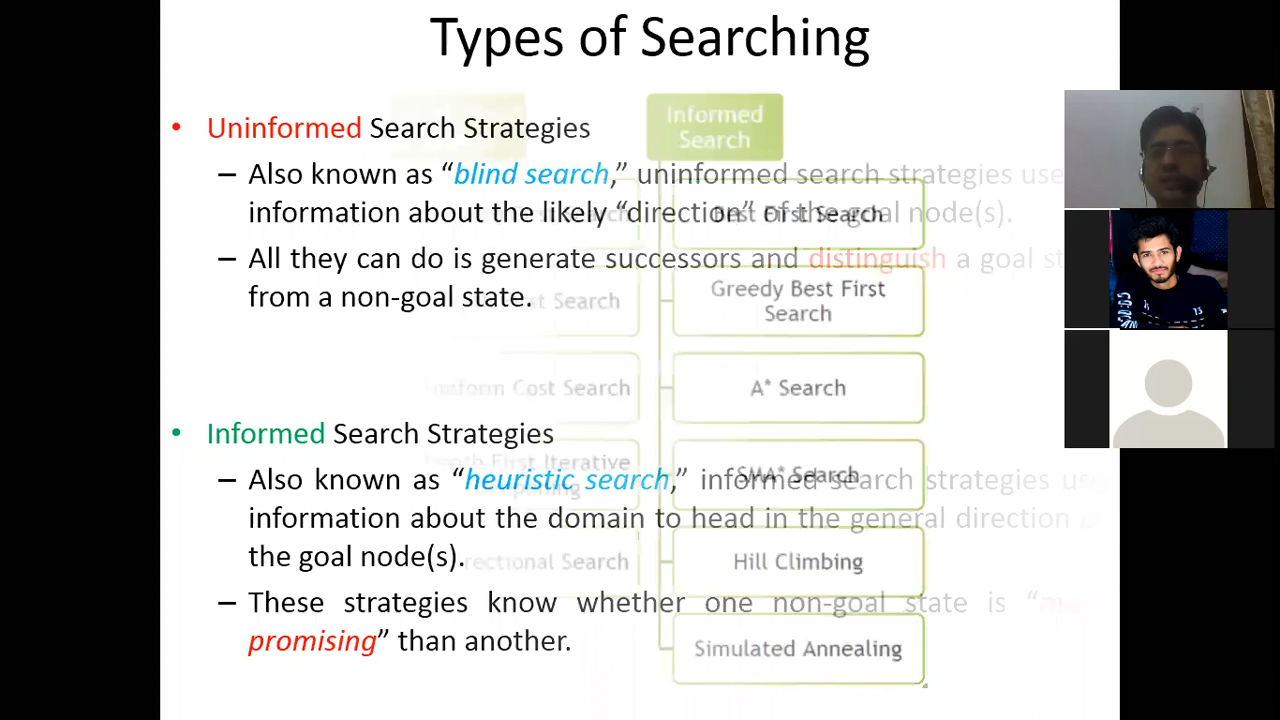 Types of Searching
• Uninformed Search Strategies
– Also known as “blind search,” uninformed search strategies use
information about the likely “direction” of the goal node(s).
– All they can do is generate successors and distinguish a goal
from a non-goal state.
• Informed Search Strategies
– Also known as “heuristic search,” informed search strategies
information about the domain to head in the general direction
the goal node(s).
– These strategies know whether one non-goal state is “
promising” than another.
Informed
Search
Best First Search
Greedy Best First
Search
A* Search
SMA* Search
Hill Climbing
Simulated Annealing
Search
Cost Search
First Iterative
Search